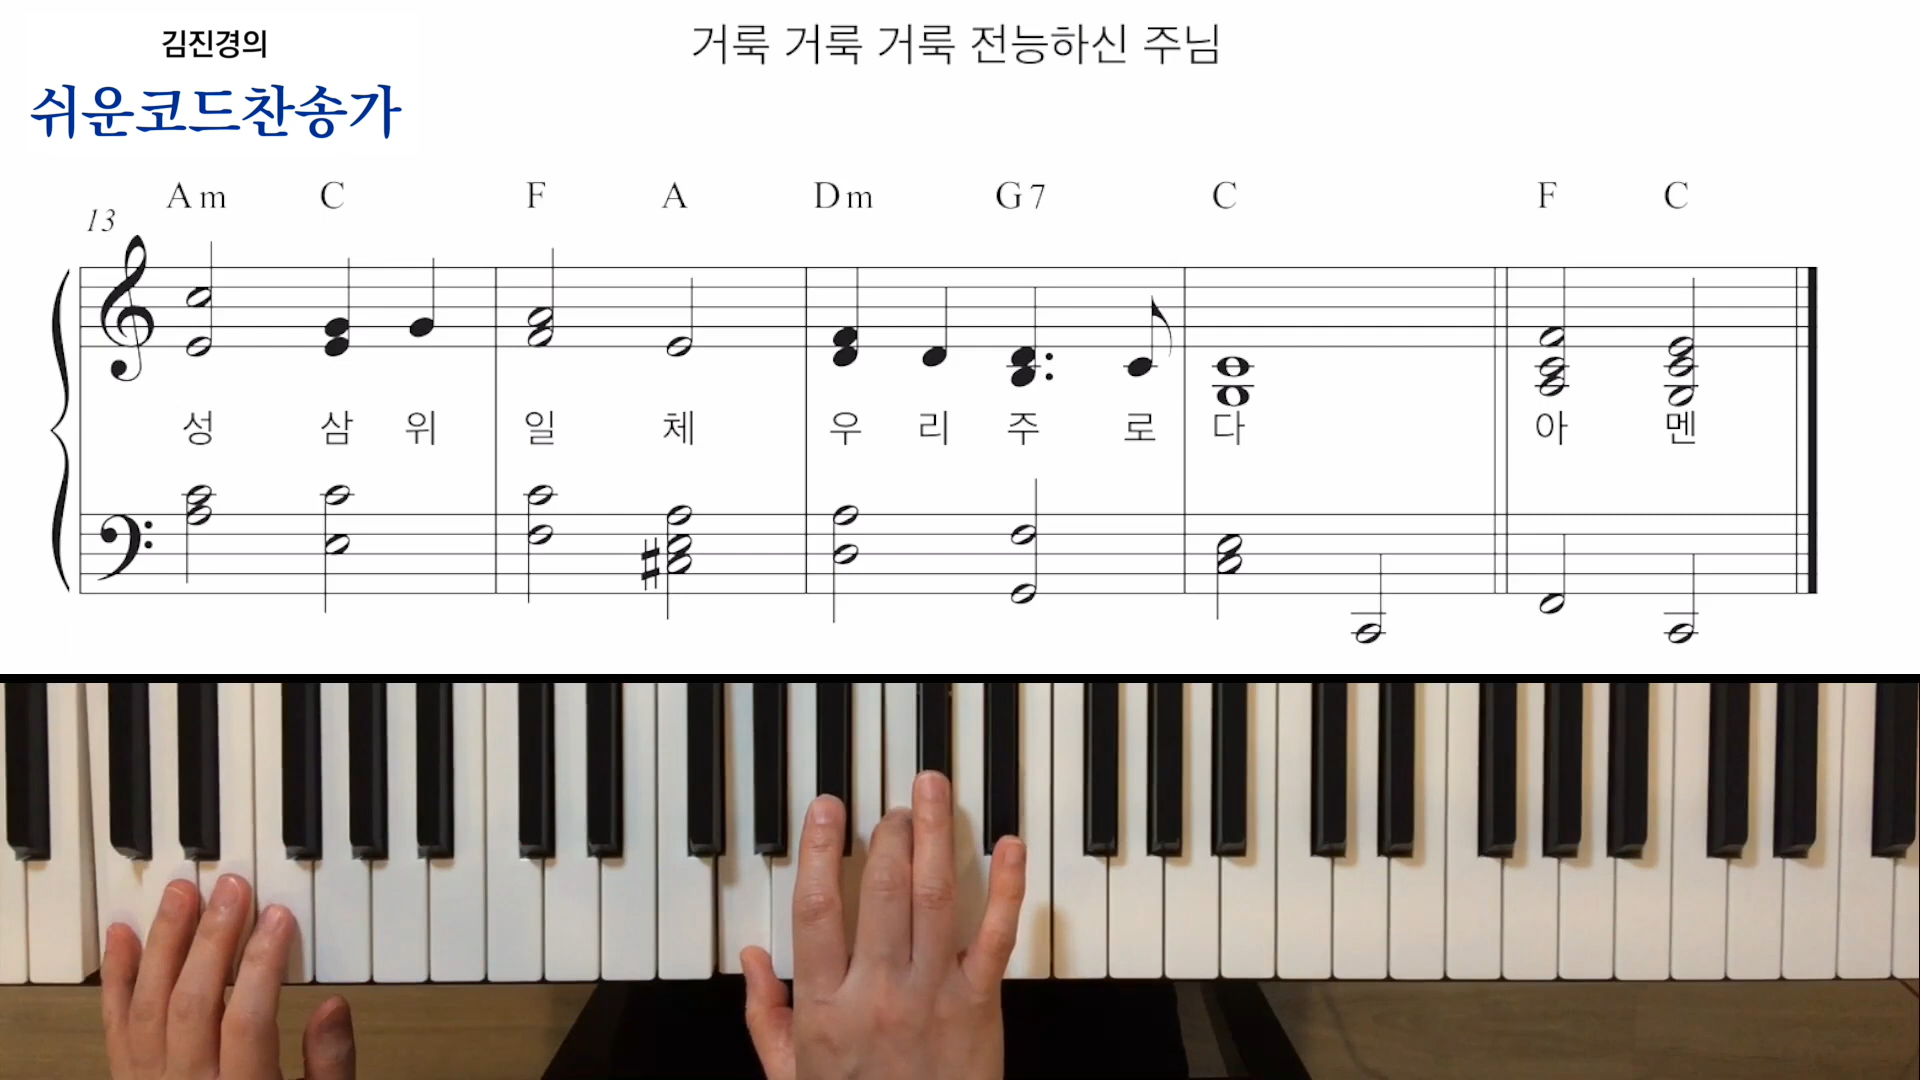 김진경의
쉬운코드찬송가
거룩 거룩 거룩 전능하신 주님
Am C F A Dm G7 C F C
13
성 삼 위 일 체 우 리 주 로 다 아 멘